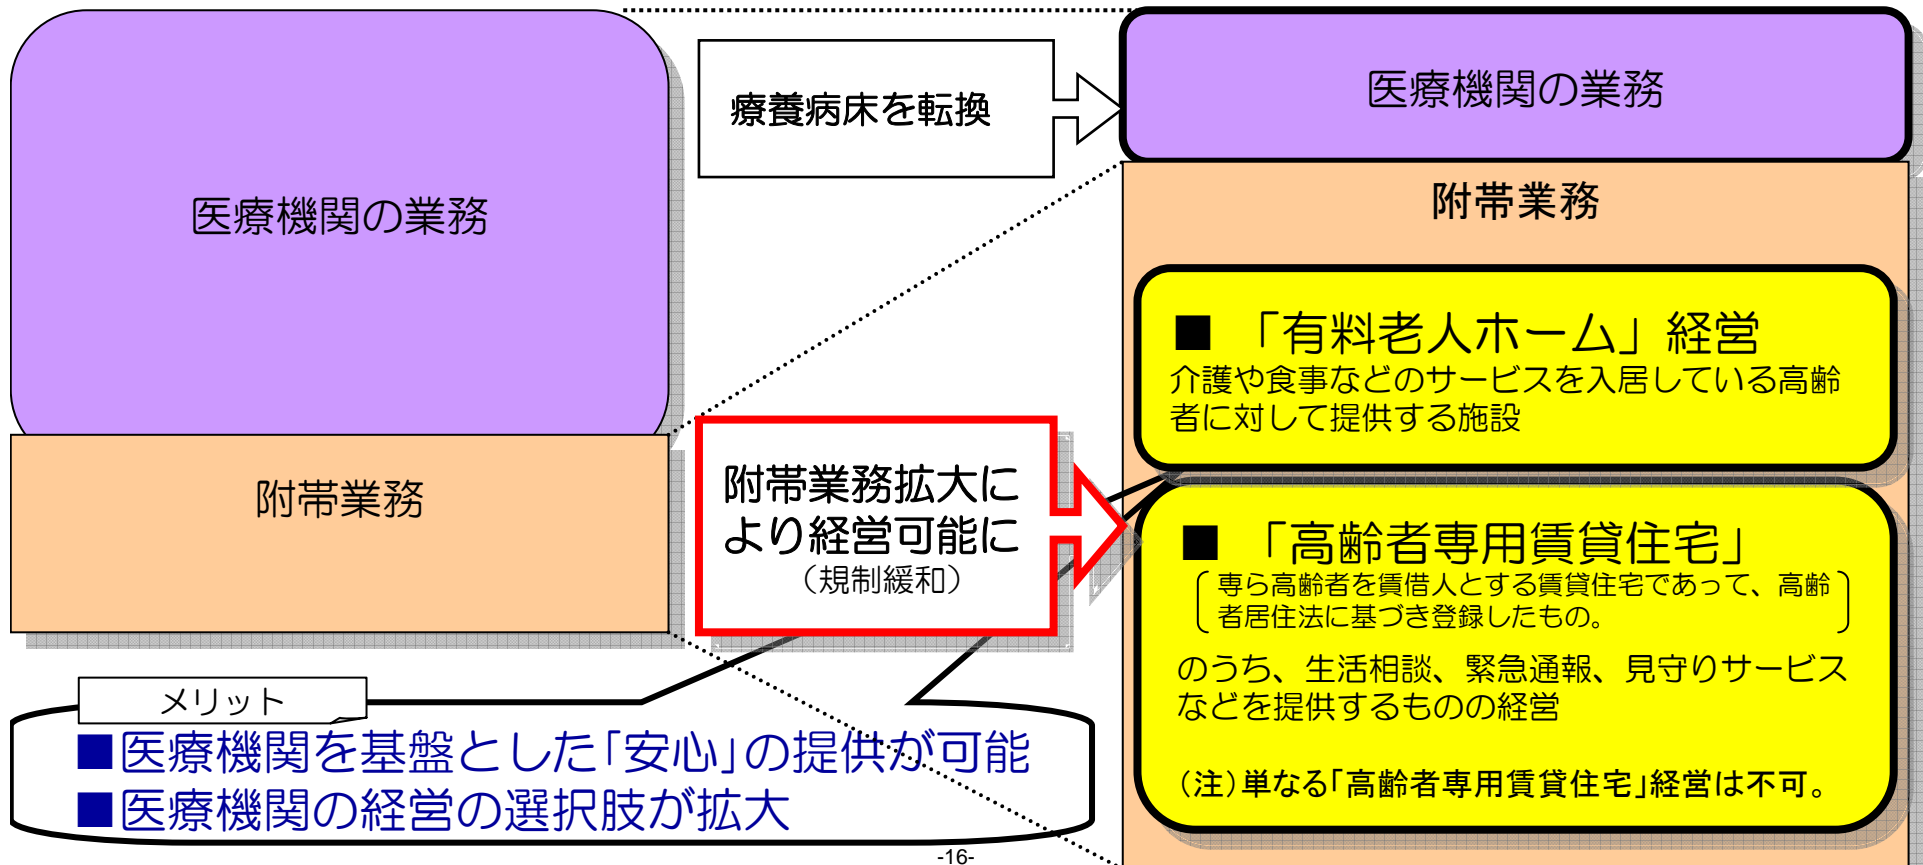 医療機関の業務
附帯業務
療養病床を転換
附帯業務拡大に
より経営可能に
（規制緩和）
メリット
■医療機関を基盤とした「安心」の提供が可能
■医療機関の経営の選択肢が拡大
医療機関の業務
附帯業務
■ 「有料老人ホーム」経営
介護や食事などのサービスを入居している高齢
者に対して提供する施設
■ 「高齢者専用賃貸住宅」
専ら高齢者を賃借人とする賃貸住宅であって、高齢
者居住法に基づき登録したもの。
のうち、生活相談、緊急通報、見守りサービス
などを提供するものの経営
（注）単なる「高齢者専用賃貸住宅」経営は不可。
-16-